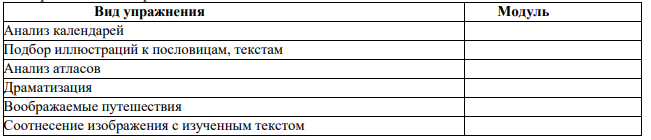 Вид упражнения Модуль
Анализ календарей
Подбор иллюстраций к пословицам, текстам
Анализ атласов
Драматизация
Воображаемые путешествия
Соотнесение изображения с изученным текстом